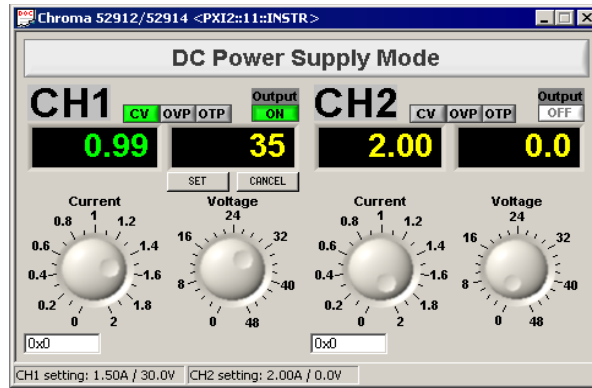 Chroma 52912/52914 <PXI2::11::INSTR>
DC Power Supply Mode
CH1 CV OVP OTP Output ON
CH2 CV OVP OTP Output OFF
0.99 35 2.00 0.0
SET CANCEL
Current Voltage Current Voltage
0 0.2 0.4 0.6 0.8 1 1.2 1.4 1.6 1.8 2
0 8 16 24 32 40 48
0 0.2 0.4 0.6 0.8 1 1.2 1.4 1.6 1.8 2
0 8 16 24 32 40 48
0x0 0x0
CH1 setting: 1.50A / 30.0V CH2 setting: 2.00A / 0.0V